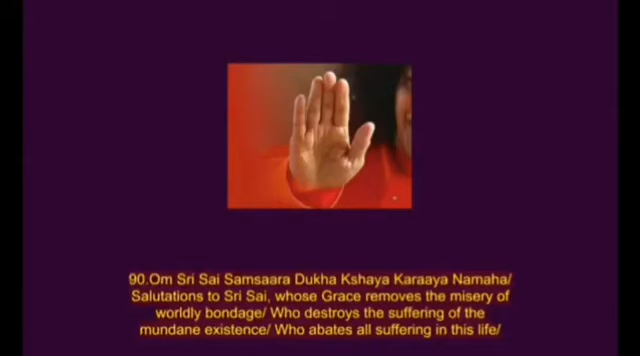 90.Om Sri Sai Samsaara Dukha Kshaya Karaaya Namaha/
Salutations to Sri Sai, whose Grace removes the misery of
worldly bondage/ Who destroys the suffering of the
mundane existence/ Who abates all suffering in this life/